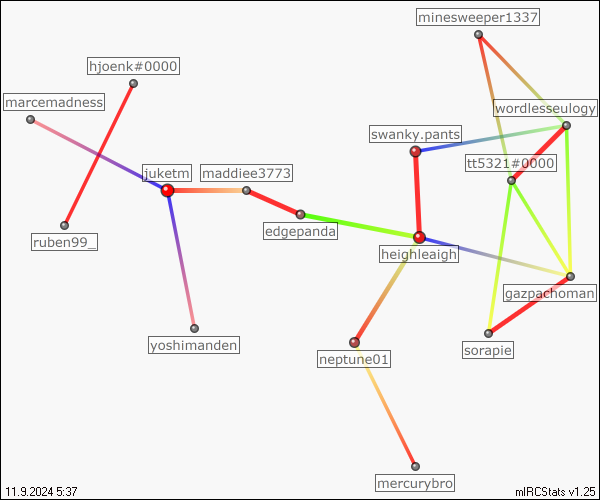 minesweeper1337
hjoenk#0000
marcemadness
wordlesseulogy
swanky.pants
tt5321#0000
juketm
maddiee3773
edgepanda
ruben99_
heighleaigh
gazpachoman
yoshimanden
neptune01
sorapie
mercurybro
11.9.2024 5:37
mIRCStats v1.25